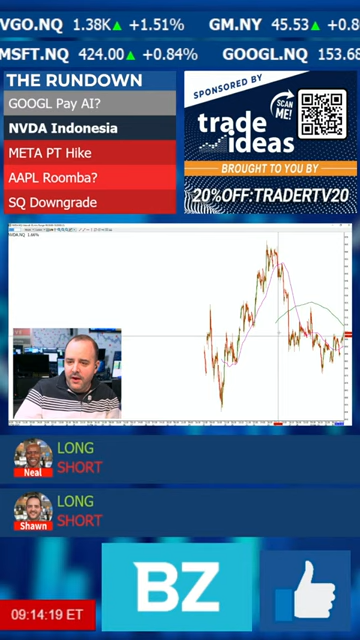 VGO.NQ 1.38K▲ +1.51% GM.NY 45.53▲ +0.8
MSFT.NQ 424.00▲ +0.84% GOOGL.NQ 153.68
THE RUNDOWN
GOOGL Pay AI?
NVDA Indonesia
META PT Hike
AAPL Roomba?
SQ Downgrade
SPONSORED BY
SCAN ME!
trade ideas
BROUGHT TO YOU BY
20%OFF:TRADERTV20
NVDA.NQ
LONG
SHORT
Neal
LONG
SHORT
Shawn
BZ
09:14:19 ET